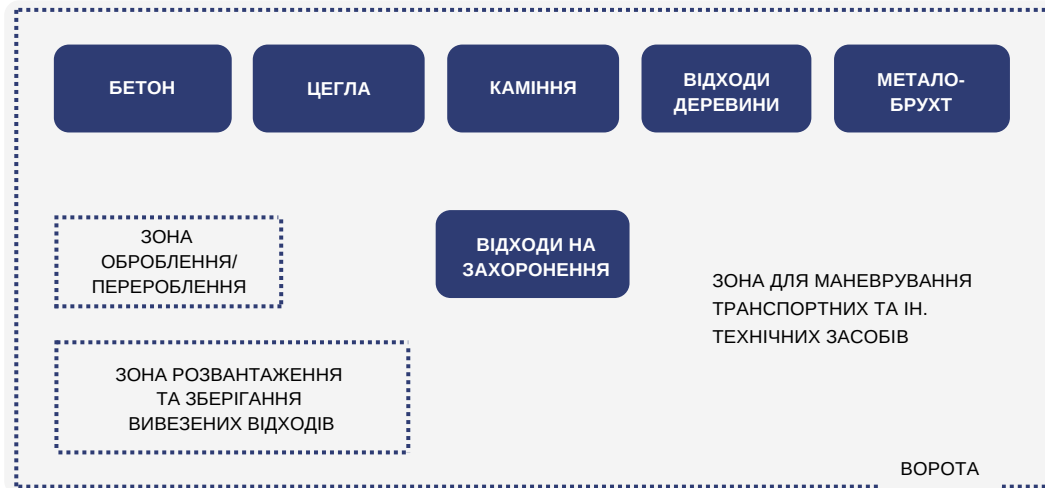 БЕТОН
ЦЕГЛА
КАМІННЯ
ВІДХОДИ
ДЕРЕВИНИ
МЕТАЛО-
БРУХТ
ЗОНА
ОБРОБЛЕННЯ/
ПЕРЕРОБЛЕННЯ
ВІДХОДИ НА
ЗАХОРОНЕННЯ
ЗОНА ДЛЯ МАНЕВРУВАННЯ
ТРАНСПОРТНИХ ТА ІН.
ТЕХНІЧНИХ ЗАСОБІВ
ЗОНА РОЗВАНТАЖЕННЯ
ТА ЗБЕРІГАННЯ
ВИВЕЗЕНИХ ВІДХОДІВ
ВОРОТА